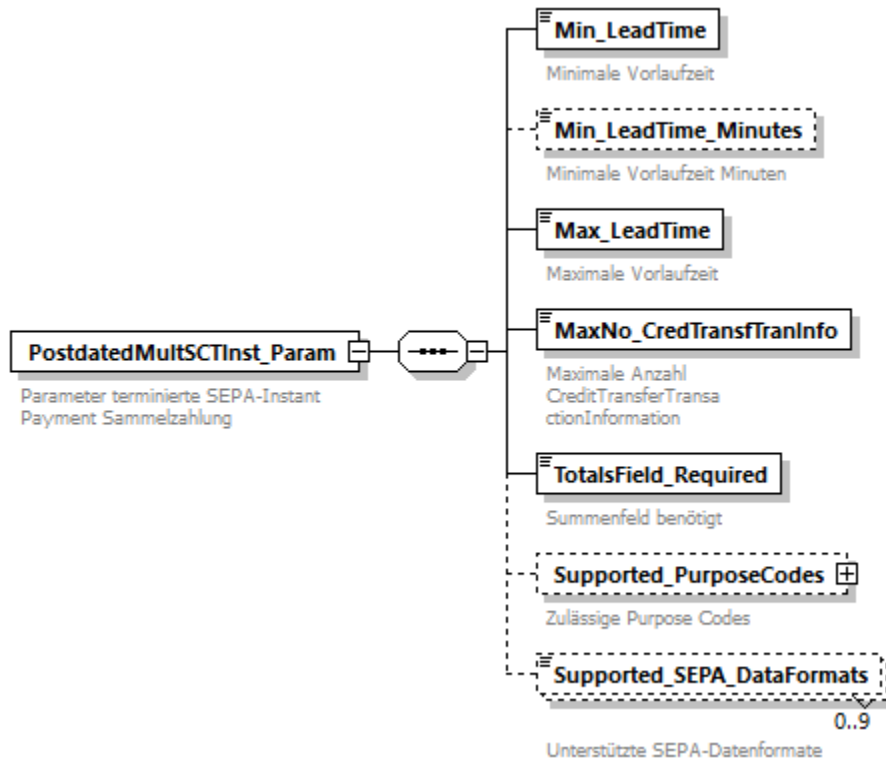 Min_LeadTime
Minimale Vorlaufzeit
Min_LeadTime_Minutes
Minimale Vorlaufzeit Minuten
Max_LeadTime
Maximale Vorlaufzeit
PostdatedMultSCTInst_Param
Parameter terminierte SEPA-Instant
Payment Sammelzahlung
MaxNo_CredTransfTranInfo
Maximale Anzahl
CreditTransferTransa
ctionInformation
TotalsField_Required
Summenfeld benötigt
Supported_PurposeCodes
Zulässige Purpose Codes
Supported_SEPA_DataFormats
0..9
Unterstützte SEPA-Datenformate